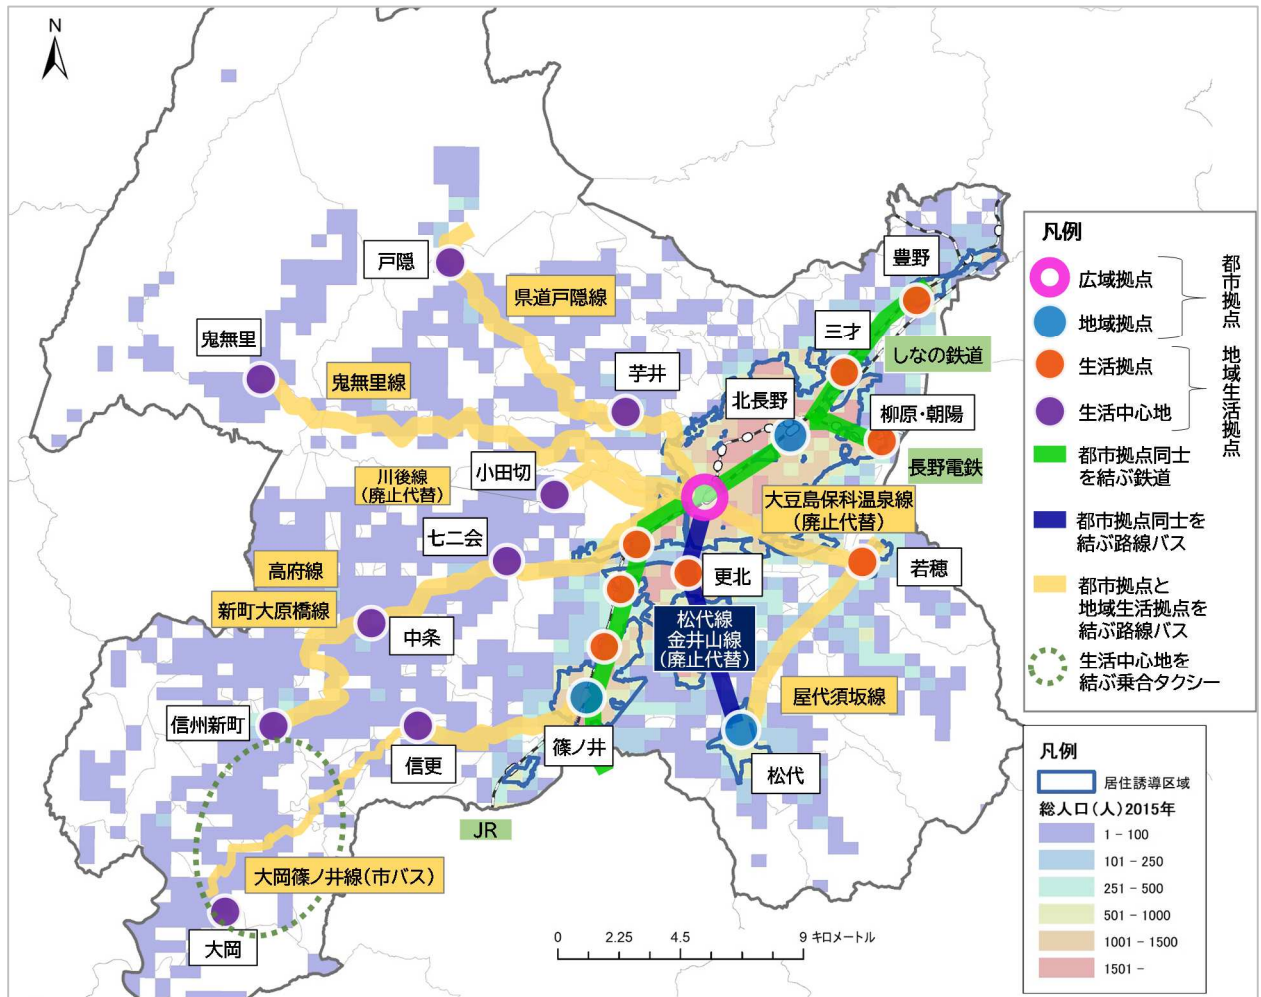 N
戸隠
県道戸隠線
豊野
三才
しなの鉄道
鬼無里
鬼無里線
芋井
北長野
柳原・朝陽
長野電鉄
川後線
(廃止代替)
小田切
大豆島保科温泉線
(廃止代替)
七二会
高府線
更北
若穂
新町大原橋線
中条
松代線
金井山線
(廃止代替)
屋代須坂線
信州新町
信更
篠ノ井
松代
JR
大岡篠ノ井線(市バス)
大岡
0 2.25 4.5 9 キロメートル
凡例
広域拠点
地域拠点
都市拠点
生活拠点
生活中心地
地域生活拠点
都市拠点同士
を結ぶ鉄道
都市拠点同士を
結ぶ路線バス
都市拠点と
地域生活拠点を
結ぶ路線バス
生活中心地を
結ぶ乗合タクシー
凡例
居住誘導区域
総人口(人)2015年
1 - 100
101 - 250
251 - 500
501 - 1000
1001 - 1500
1501 -